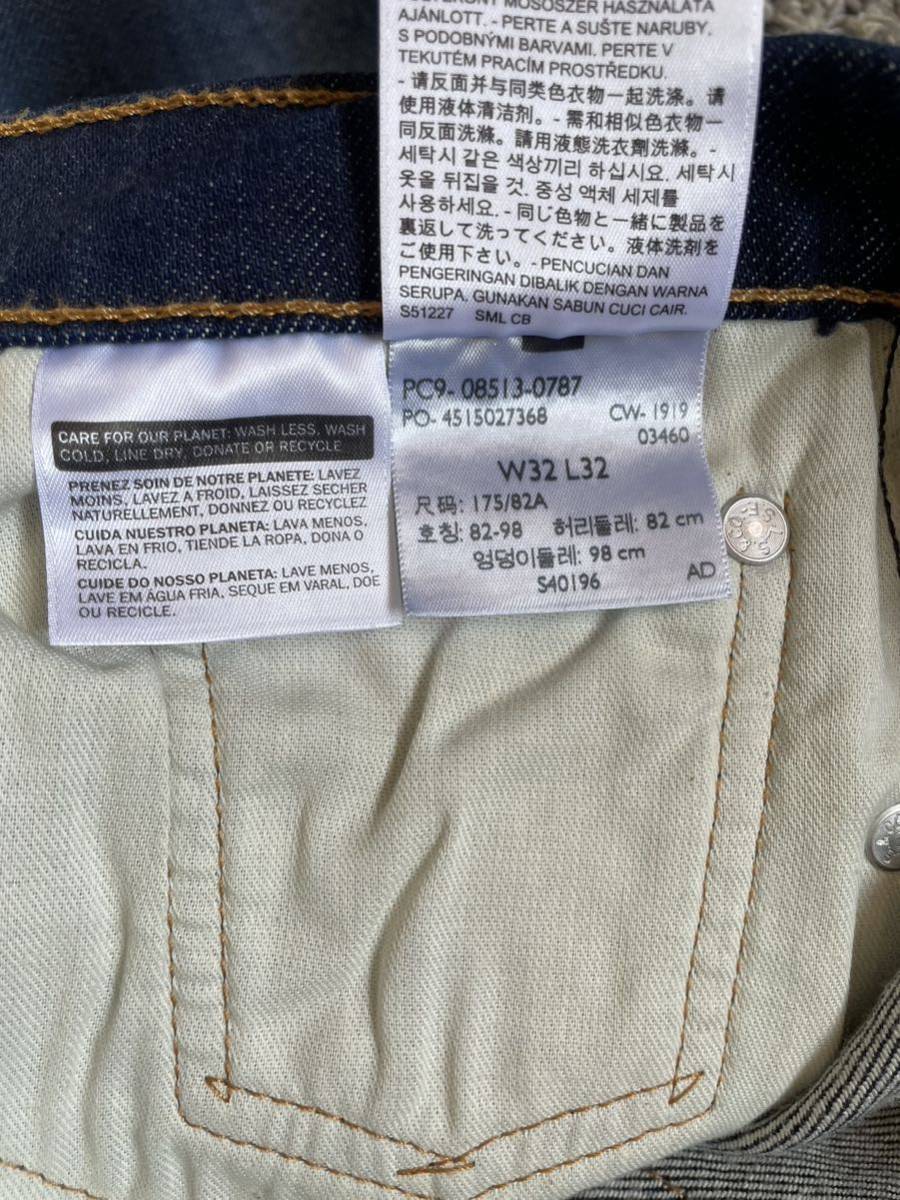 FOLYÉKONY MOSÓSZER HASZNÁLATA
AJÁNLOTT. - PERTE A SUŠTE NARUBY,
S PODOBNÝMI BARVAMI. PERTE V
TEKUTÉM PRACÍM PROSTŘEDKU.
- 请反面并与同类色衣物一起洗涤。请
使用液体清洁剂。- 需和相似色衣物一
同反面洗滌。請用液態洗衣劑洗滌。-
세탁시 같은 색상끼리 하십시요. 세탁시
옷을 뒤집을 것. 중성 액체 세제를
사용하세요. - 同じ色物と一緒に製品を
裏返して洗ってください。液体洗剤を
ご使用下さい。- PENCUCIAN DAN
PENGERINGAN DIBALIK DENGAN WARNA
SERUPA. GUNAKAN SABUN CUCI CAIR.
S51227 SML CB
CARE FOR OUR PLANET: WASH LESS, WASH
COLD, LINE DRY, DONATE OR RECYCLE
PRENEZ SOIN DE NOTRE PLANETE: LAVEZ
MOINS, LAVEZ A FROID, LAISSEZ SECHER
NATURELLEMENT, DONNEZ OU RECYCLEZ
CUIDA NUESTRO PLANETA: LAVA MENOS,
LAVA EN FRIO, TIENDE LA ROPA, DONA O
RECICLA.
CUIDE DO NOSSO PLANETA: LAVE MENOS,
LAVE EM ÁGUA FRIA, SEQUE EM VARAL, DOE
OU RECICLE.
PC9- 08513-0787
PO- 4515027368 CW- 1919
03460
W32 L32
尺码: 175/82A
호칭: 82-98 허리둘레: 82 cm
엉덩이둘레: 98 cm
S40196 AD